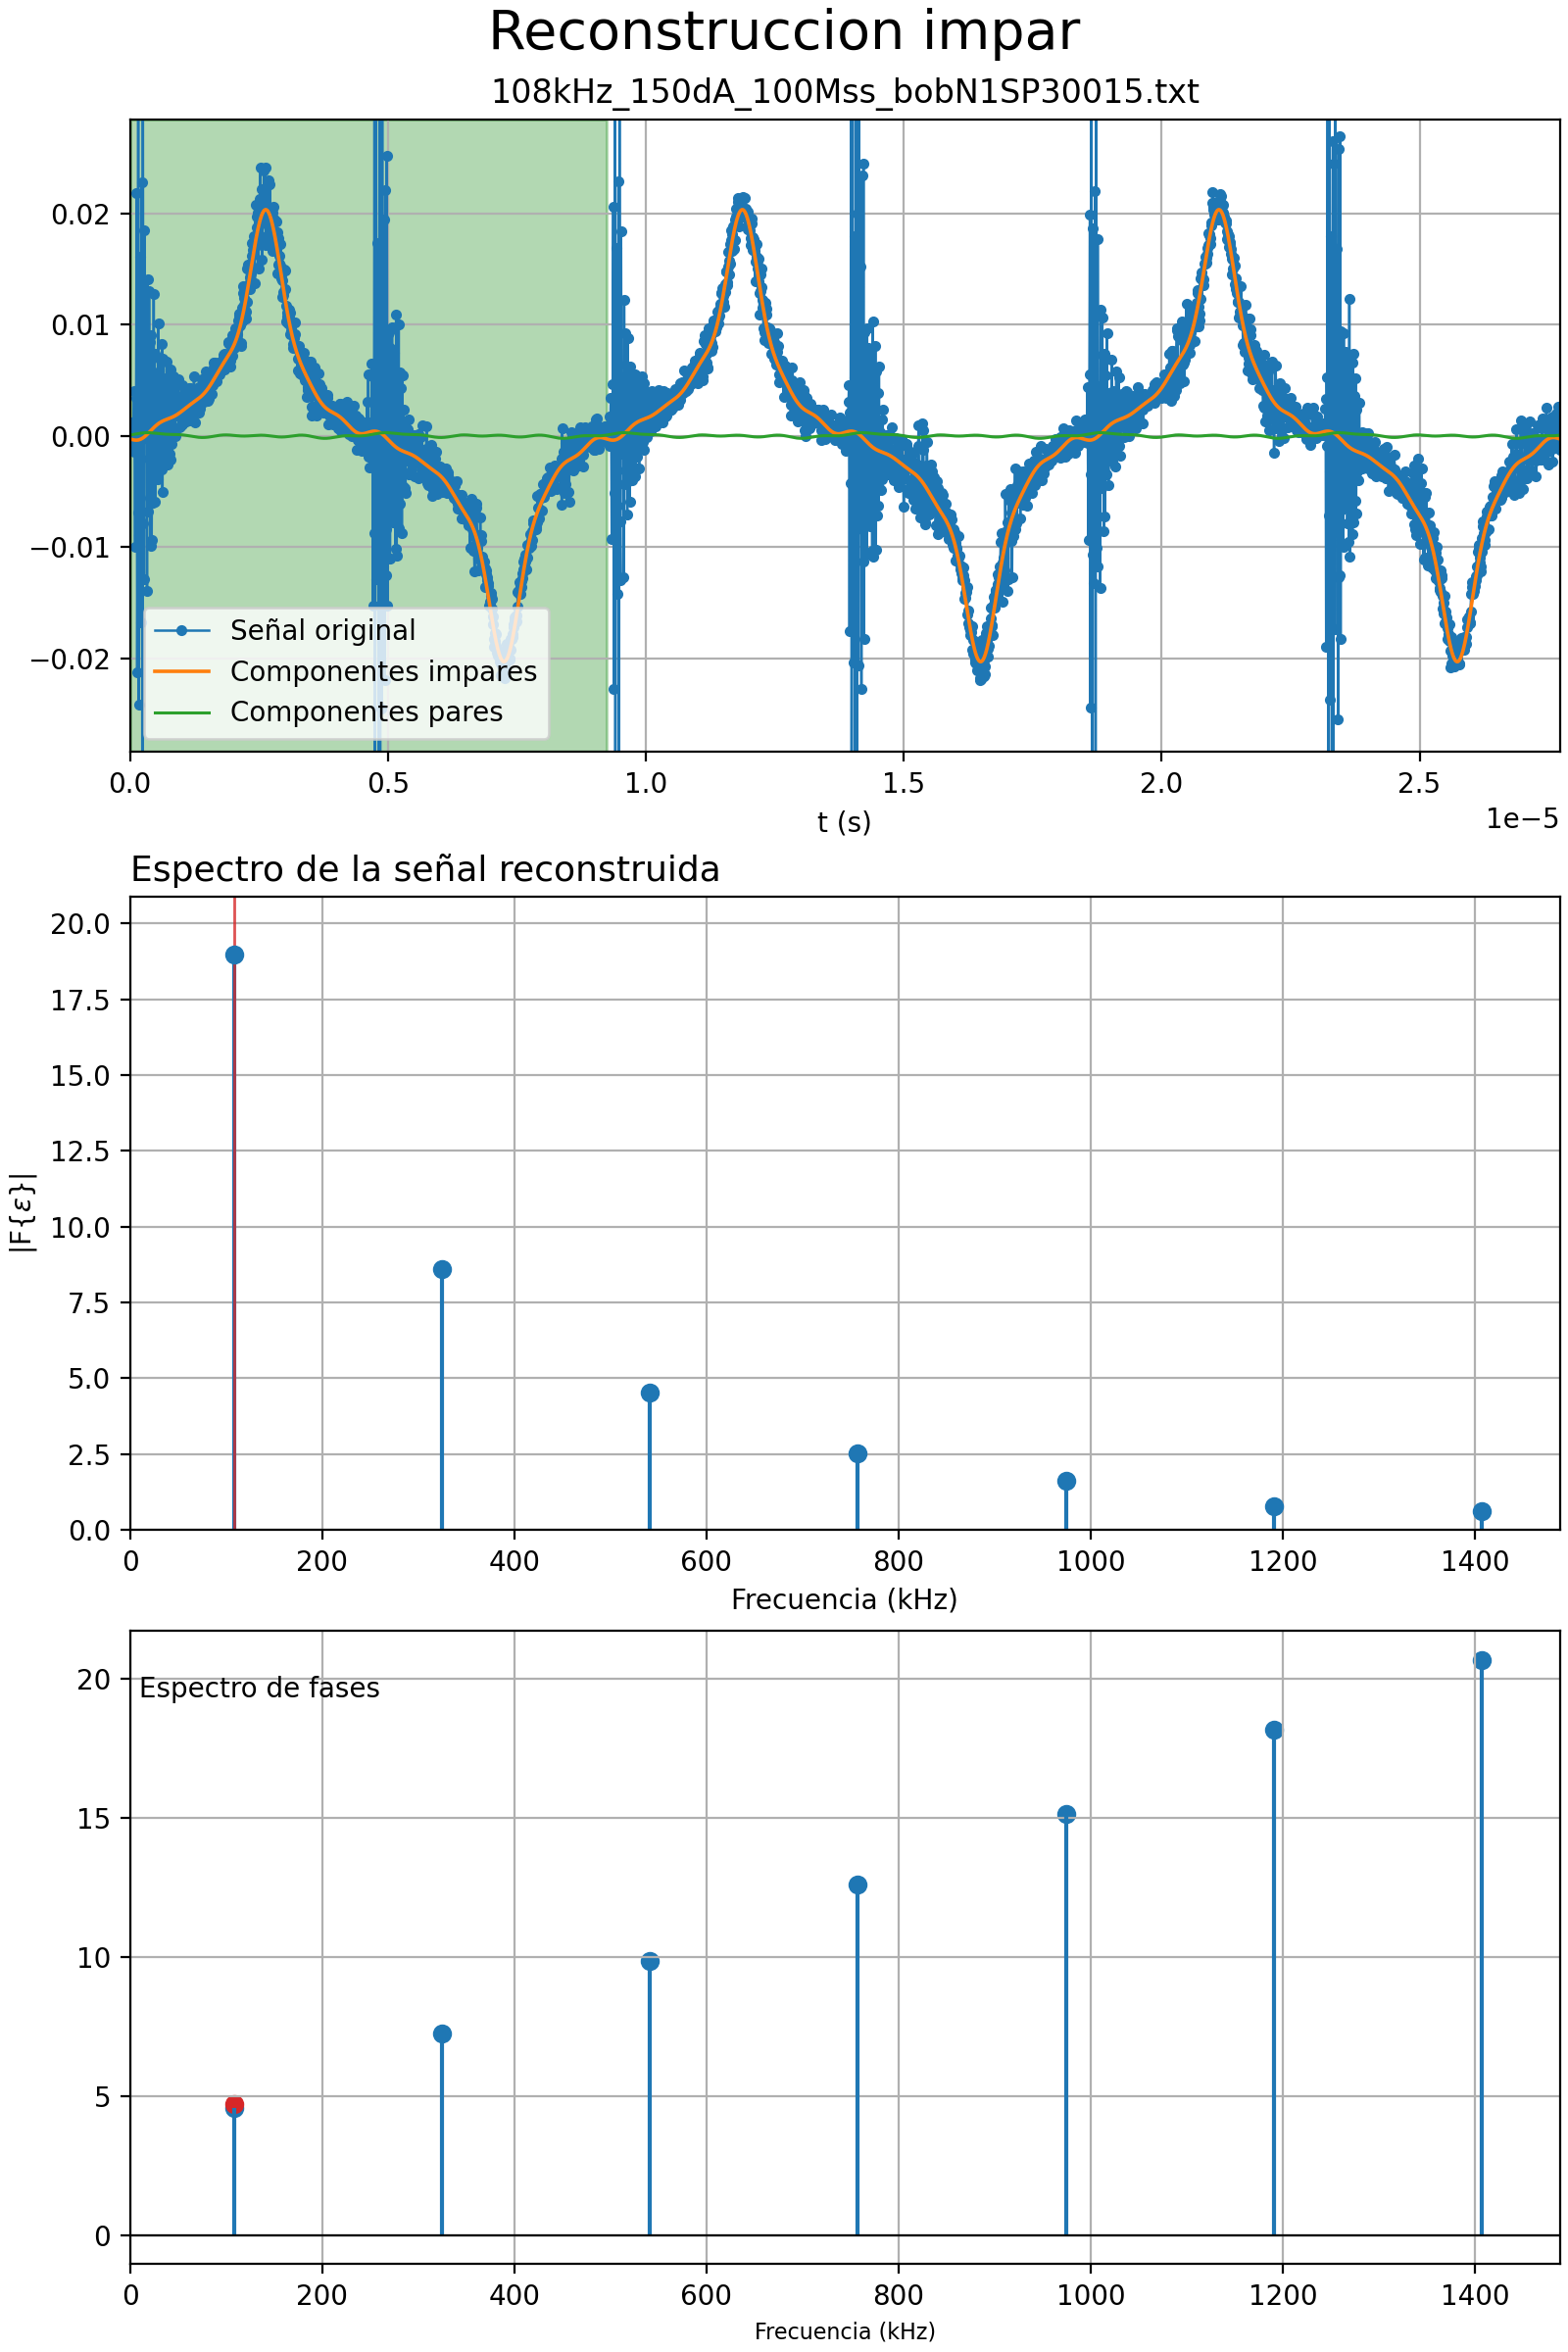 Reconstruccion impar
108kHz_150dA_100Mss_bobN1SP30015.txt
0.02
0.01
0.00
−0.01
−0.02
Señal original
Componentes impares
Componentes pares
0.0 0.5 1.0 1.5 2.0 2.5
1e−5
t (s)
Espectro de la señal reconstruida
20.0
17.5
15.0
12.5
10.0
7.5
5.0
2.5
0.0
|F{ε}|
0 200 400 600 800 1000 1200 1400
Frecuencia (kHz)
Espectro de fases
20
15
10
5
0
0 200 400 600 800 1000 1200 1400
Frecuencia (kHz)